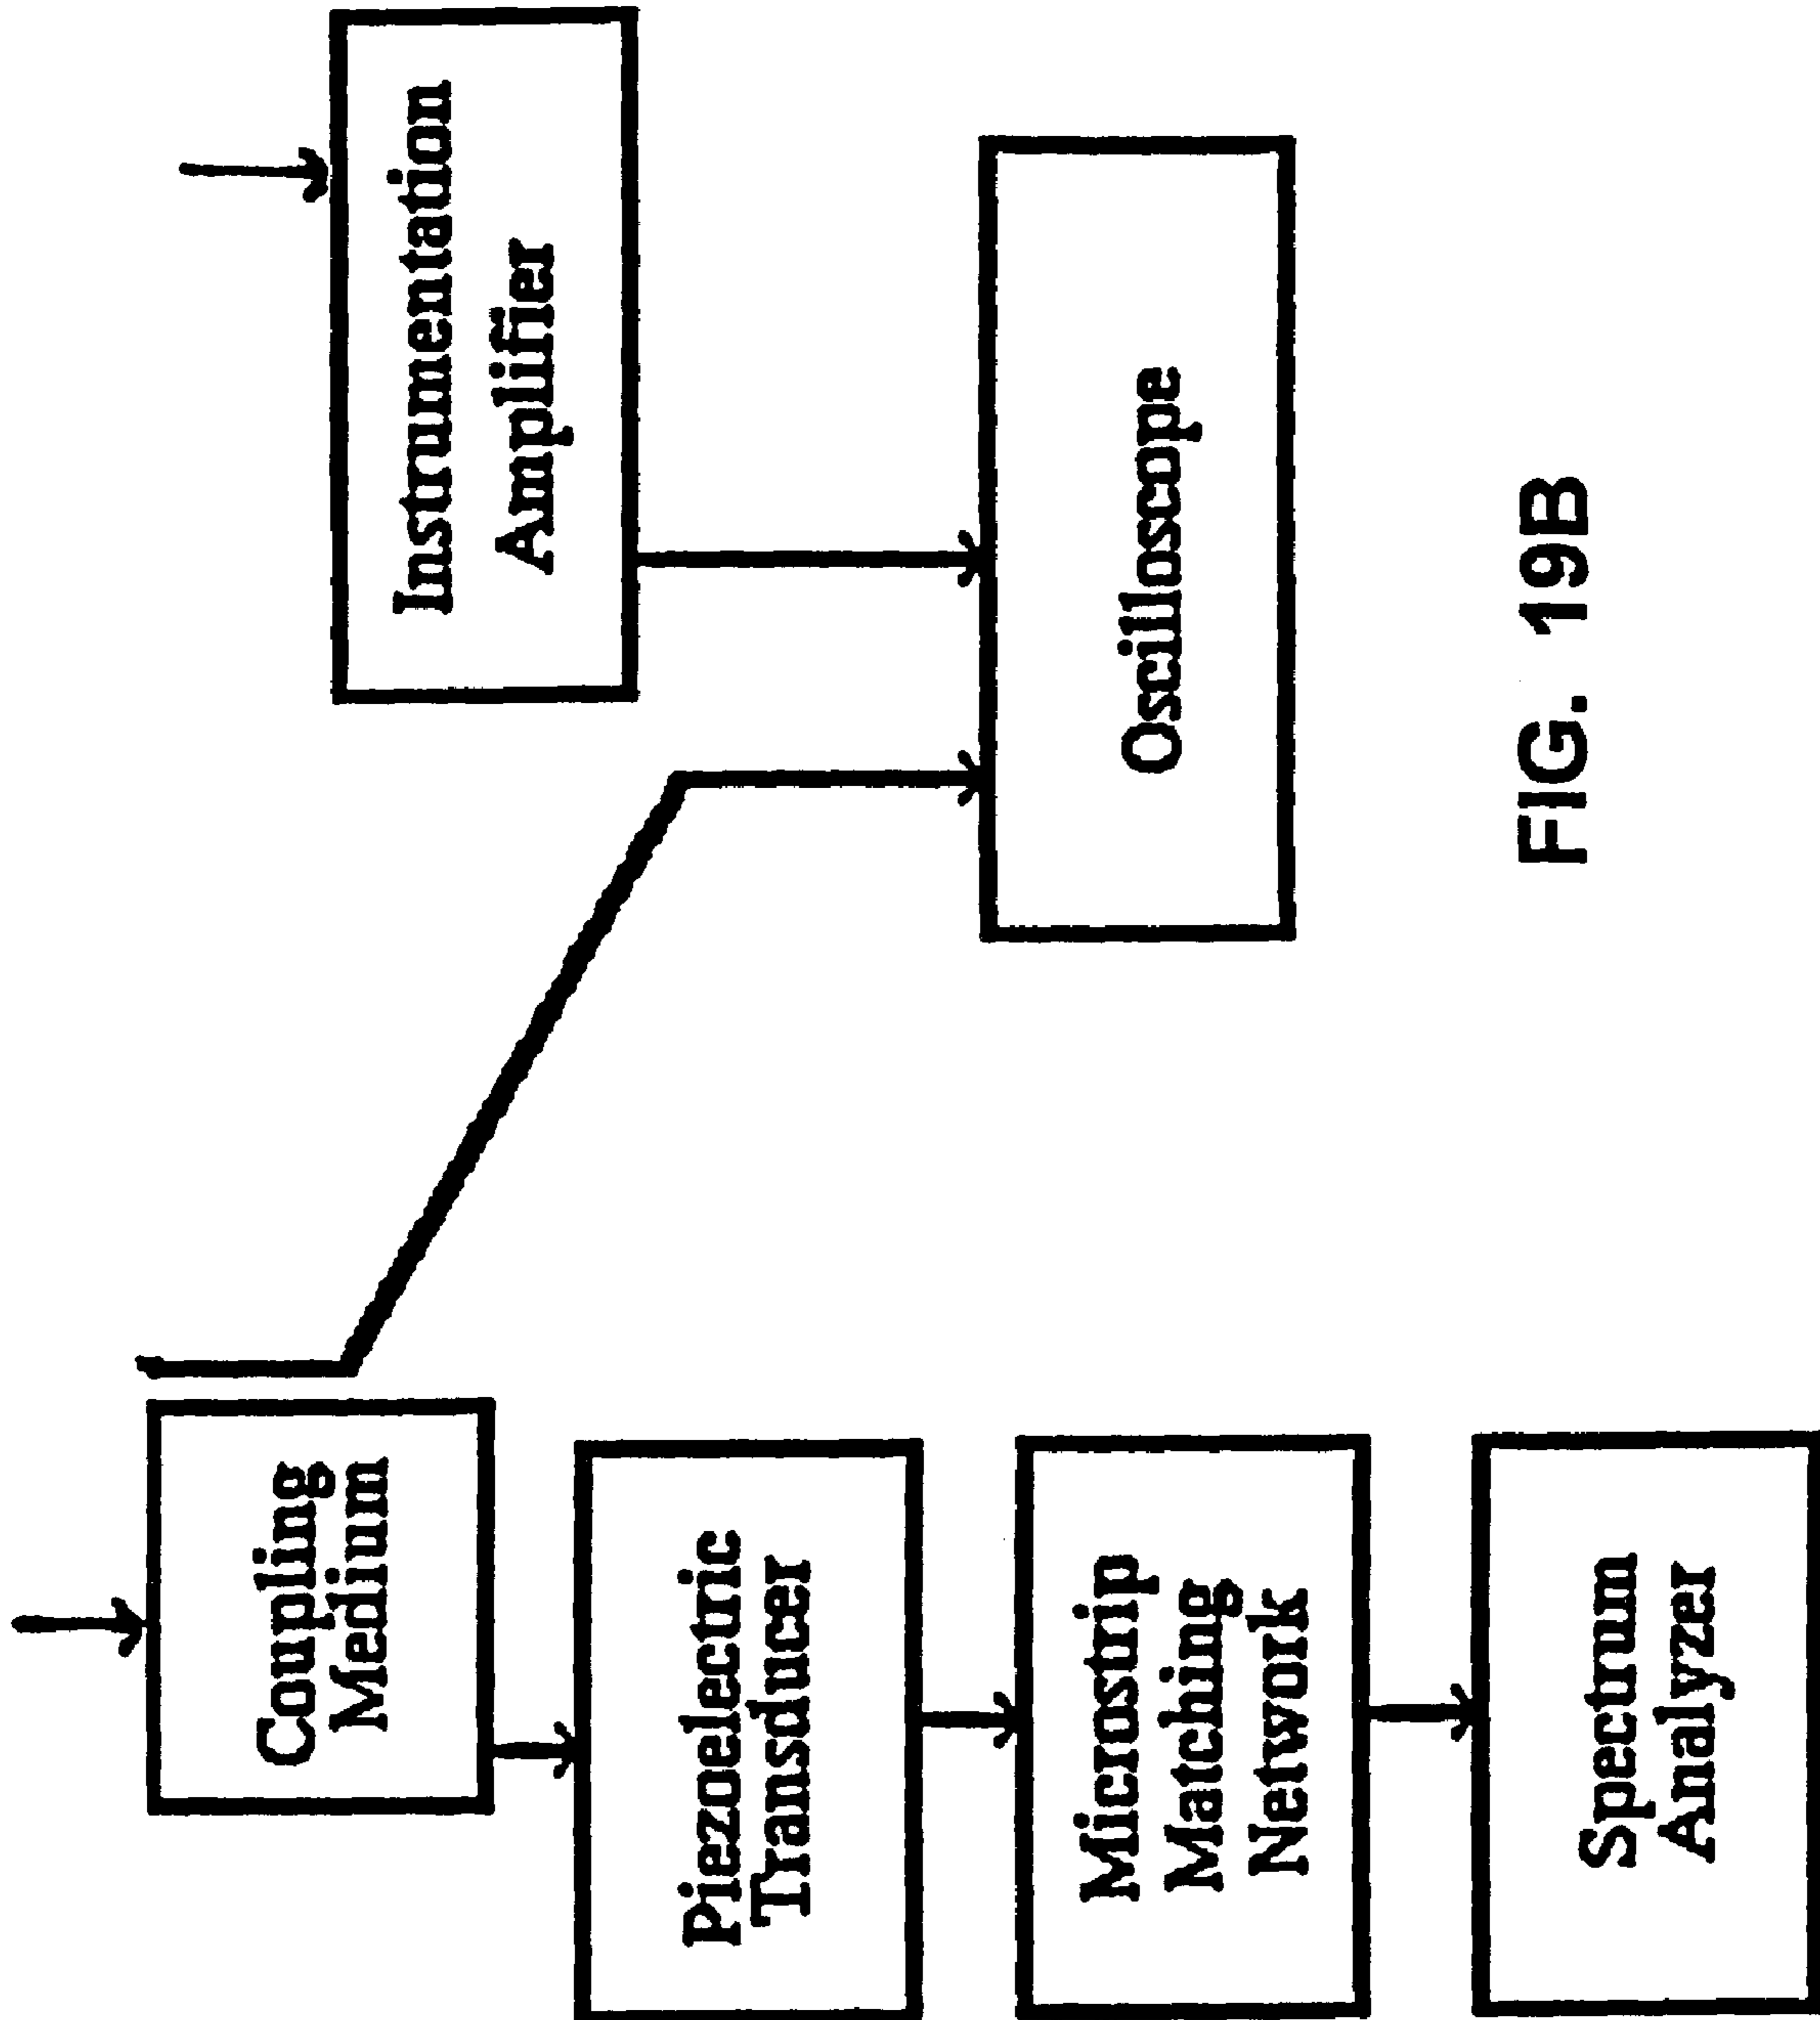 Coupling
Medium
Piezoelectric
Transducer
Microstrip
Matching
Network
Spectrum
Analyzer
Instrumentation
Amplifier
Oscilloscope
FIG. 19B